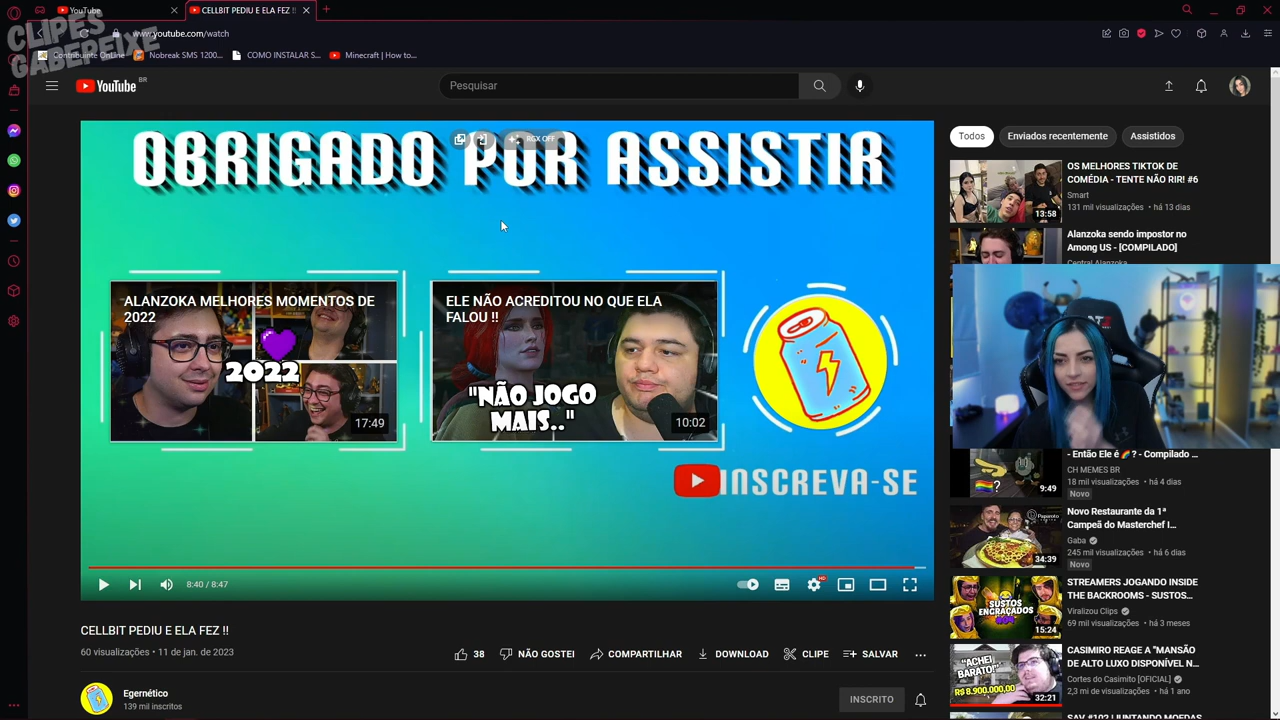 CLIPES
GABEPEIXE
YouTube
CELLBIT PEDIU E ELA FEZ !!
www.youtube.com/watch
Contribuinte OnLine
Nobreak SMS 1200...
COMO INSTALAR S...
Minecraft | How to...
YouTube BR
Pesquisar
OBRIGADO POR ASSISTIR
RGX OFF
ALANZOKA MELHORES MOMENTOS DE
2022
2022
17:49
ELE NÃO ACREDITOU NO QUE ELA
FALOU !!
"NÃO JOGO
MAIS.."
10:02
INSCREVA-SE
8:40 / 8:47
HD
CELLBIT PEDIU E ELA FEZ !!
60 visualizações • 11 de jan. de 2023
38
NÃO GOSTEI
COMPARTILHAR
DOWNLOAD
CLIPE
SALVAR
Egernético
139 mil inscritos
INSCRITO
Todos
Enviados recentemente
Assistidos
13:58
OS MELHORES TIKTOK DE
COMÉDIA - TENTE NÃO RIR! #6
Smart
131 mil visualizações • há 13 dias
Alanzoka sendo impostor no
Among US - [COMPILADO]
Central Alanzoka
- Então Ele é 🏳️‍🌈 ? - Compilado ...
CH MEMES BR
18 mil visualizações • há 4 dias
Novo
?
9:49
Novo Restaurante da 1ª
Campeã do Masterchef I...
Gaba
245 mil visualizações • há 6 dias
Novo
Paparoto
34:39
STREAMERS JOGANDO INSIDE
THE BACKROOMS - SUSTOS...
Viralizou Clips
69 mil visualizações • há 3 meses
SUSTOS
ENGRAÇADOS
15:24
CASIMIRO REAGE A "MANSÃO
DE ALTO LUXO DISPONÍVEL N...
Cortes do Casimito [OFICIAL]
2,3 mi de visualizações • há 1 ano
"ACHEI
BARATO!"
R$ 8.900.000,00
32:21